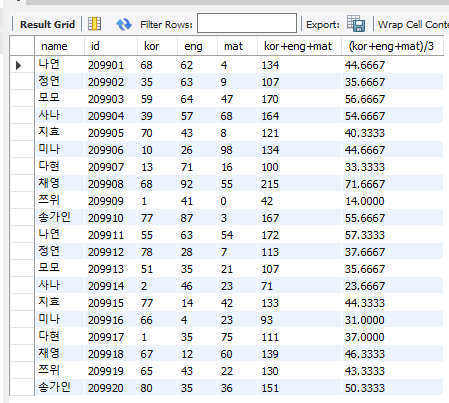 Result Grid Filter Rows: Export: Wrap Cell Conte
name id kor eng mat kor+eng+mat (kor+eng+mat)/3
나연 209901 68 62 4 134 44.6667
정연 209902 35 63 9 107 35.6667
모모 209903 59 64 47 170 56.6667
사나 209904 39 57 68 164 54.6667
지효 209905 70 43 8 121 40.3333
미나 209906 10 26 98 134 44.6667
다현 209907 13 71 16 100 33.3333
채영 209908 68 92 55 215 71.6667
쯔위 209909 1 41 0 42 14.0000
송가인 209910 77 87 3 167 55.6667
나연 209911 55 63 54 172 57.3333
정연 209912 78 28 7 113 37.6667
모모 209913 51 35 21 107 35.6667
사나 209914 2 46 23 71 23.6667
지효 209915 77 14 42 133 44.3333
미나 209916 66 4 23 93 31.0000
다현 209917 1 35 75 111 37.0000
채영 209918 67 12 60 139 46.3333
쯔위 209919 65 43 22 130 43.3333
송가인 209920 80 35 36 151 50.3333